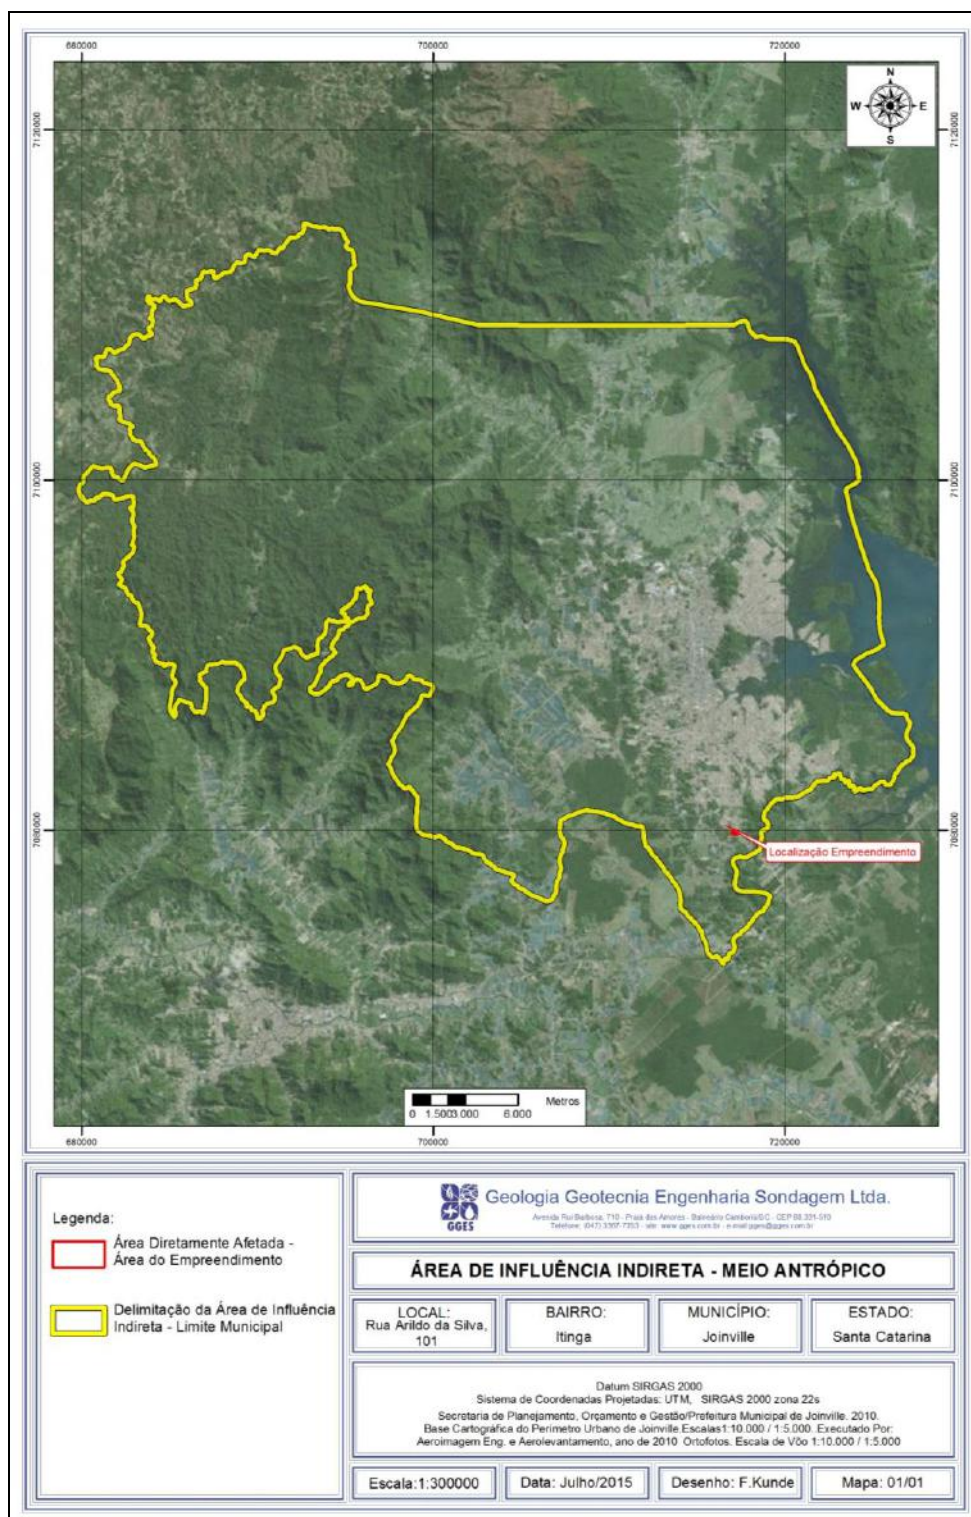 680000 700000 720000
N
W E
S
7120000 7120000
7100000 7100000
7080000 7080000
Localização Empreendimento
Metros
0 1.500 3.000 6.000
680000 700000 720000
Legenda:
Área Diretamente Afetada -
Área do Empreendimento
Delimitação da Área de Influência
Indireta - Limite Municipal
GGES
Geologia Geotecnia Engenharia Sondagem Ltda.
ÁREA DE INFLUÊNCIA INDIRETA - MEIO ANTRÓPICO
LOCAL:
Rua Arildo da Silva,
101
BAIRRO:
Itinga
MUNICÍPIO:
Joinville
ESTADO:
Santa Catarina
Datum SIRGAS 2000
Sistema de Coordenadas Projetadas: UTM, SIRGAS 2000 zona 22s
Secretaria de Planejamento, Orçamento e Gestão/Prefeitura Municipal de Joinville. 2010.
Base Cartográfica do Perimetro Urbano de Joinville.Escalas1:10.000 / 1:5.000. Executado Por:
Aeroimagem Eng. e Aerolevantamento, ano de 2010 Ortofotos. Escala de Vôo 1:10.000 / 1:5.000
Escala:1:300000
Data: Julho/2015
Desenho: F.Kunde
Mapa: 01/01